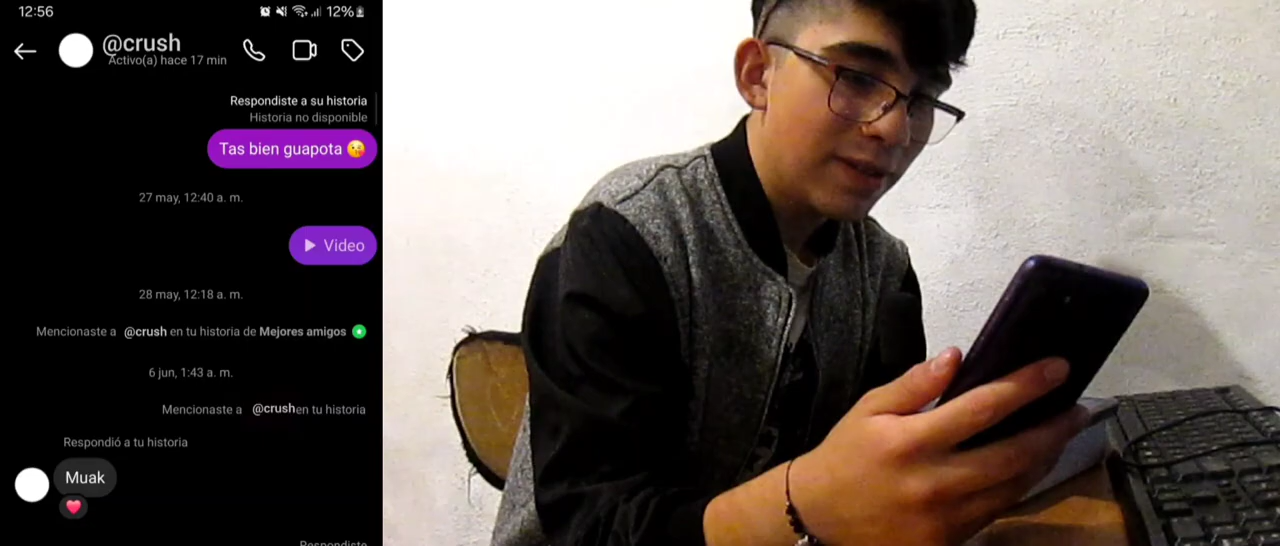 12:56
12%
@crush
Activo(a) hace 17 min
Respondiste a su historia
Historia no disponible
Tas bien guapota 😘
27 may, 12:40 a. m.
Video
28 may, 12:18 a. m.
Mencionaste a @crush en tu historia de Mejores amigos
6 jun, 1:43 a. m.
Mencionaste a @crush en tu historia
Respondió a tu historia
Muak
❤️
Respondiste